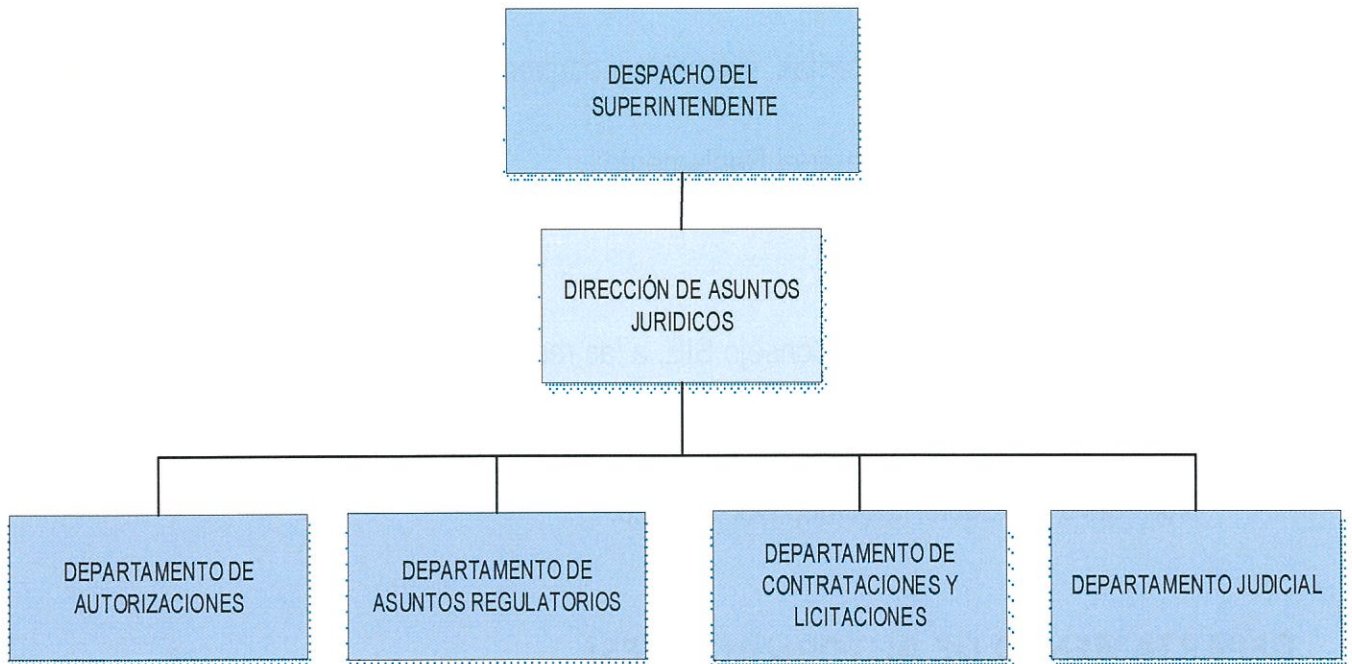 DESPACHO DEL
SUPERINTENDENTE
DIRECCIÓN DE ASUNTOS
JURIDICOS
DEPARTAMENTO DE
AUTORIZACIONES
DEPARTAMENTO DE
ASUNTOS REGULATORIOS
DEPARTAMENTO DE
CONTRATACIONES Y
LICITACIONES
DEPARTAMENTO JUDICIAL